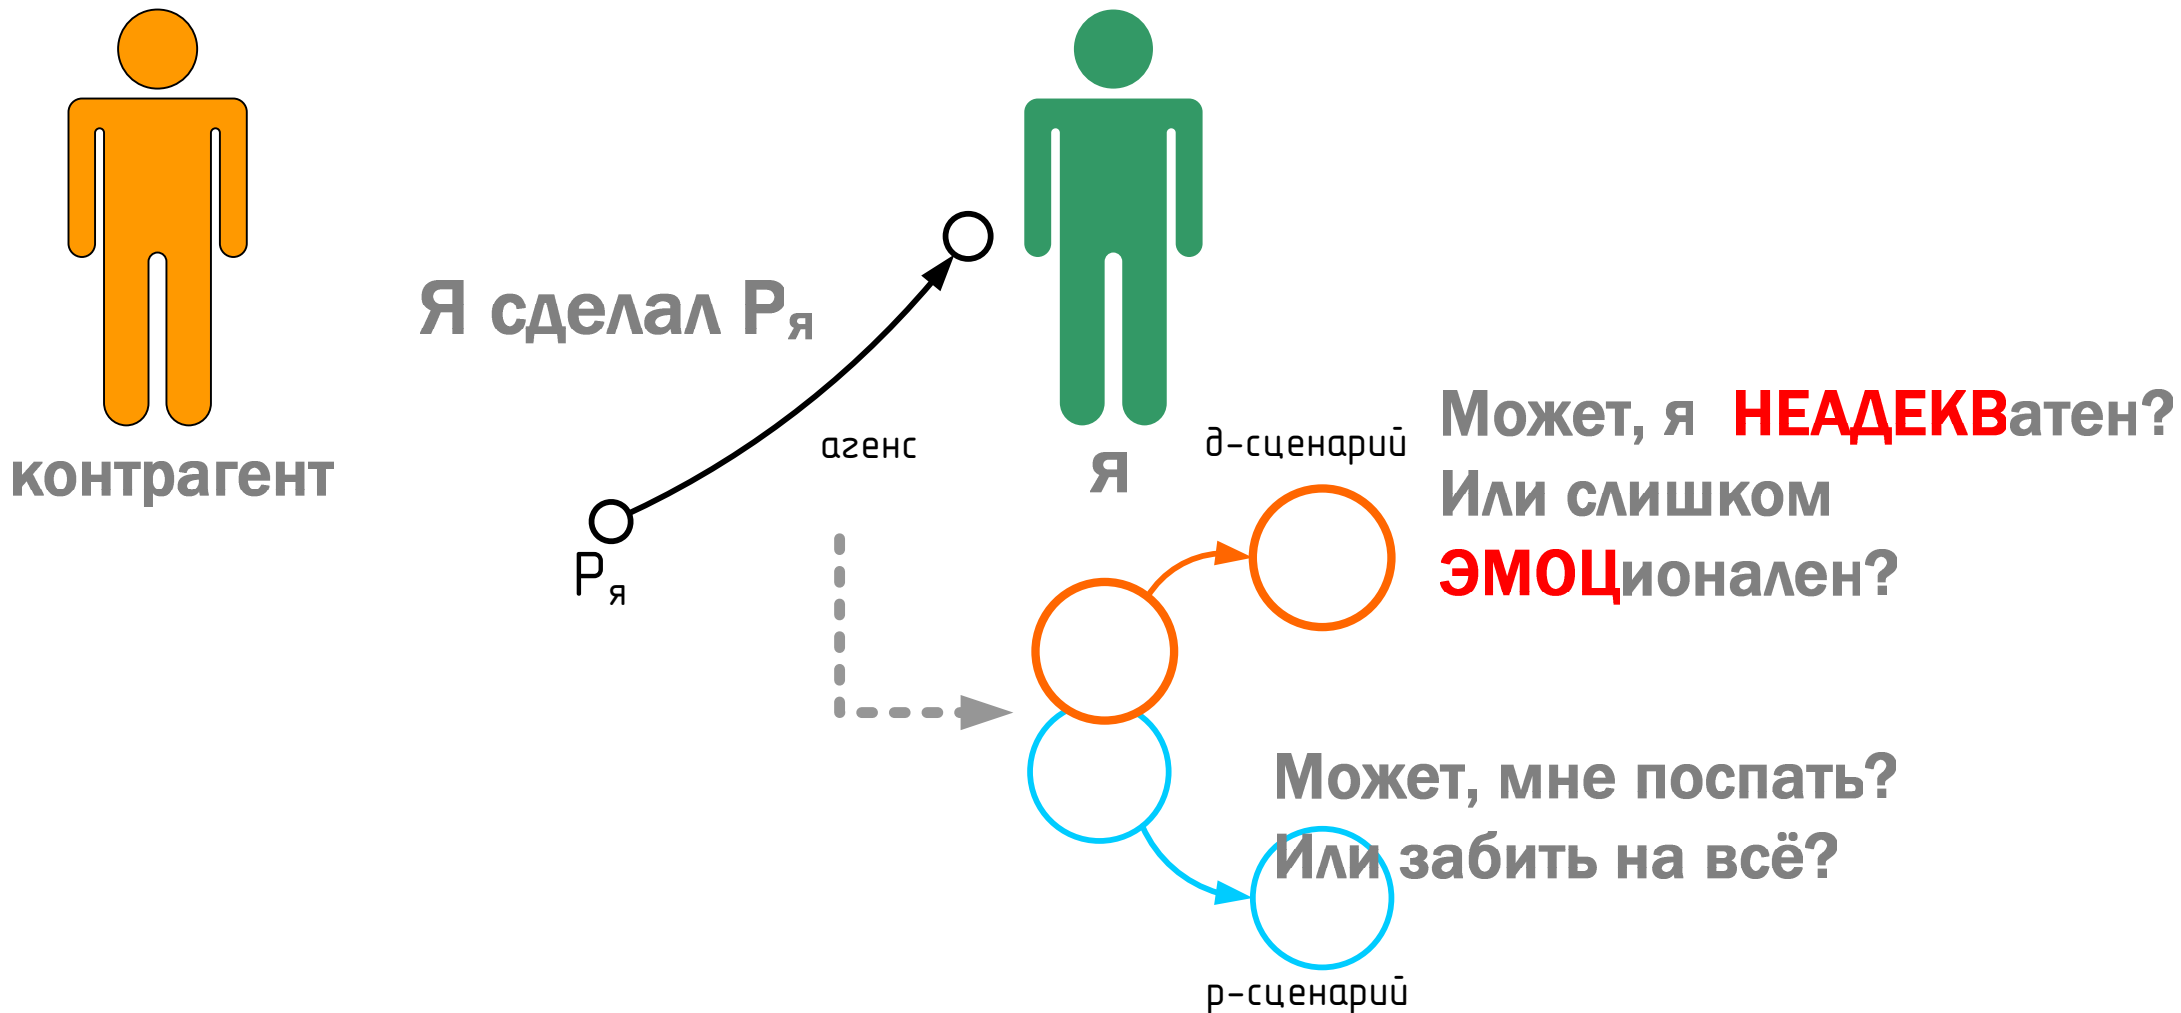 Я сделал Pя
агенс
контрагент
Я
Pя
д-сценарий
Может, я НЕАДЕКВатен?
Или слишком
ЭМОЦионален?
Может, мне поспать?
Или забить на всё?
р-сценарий